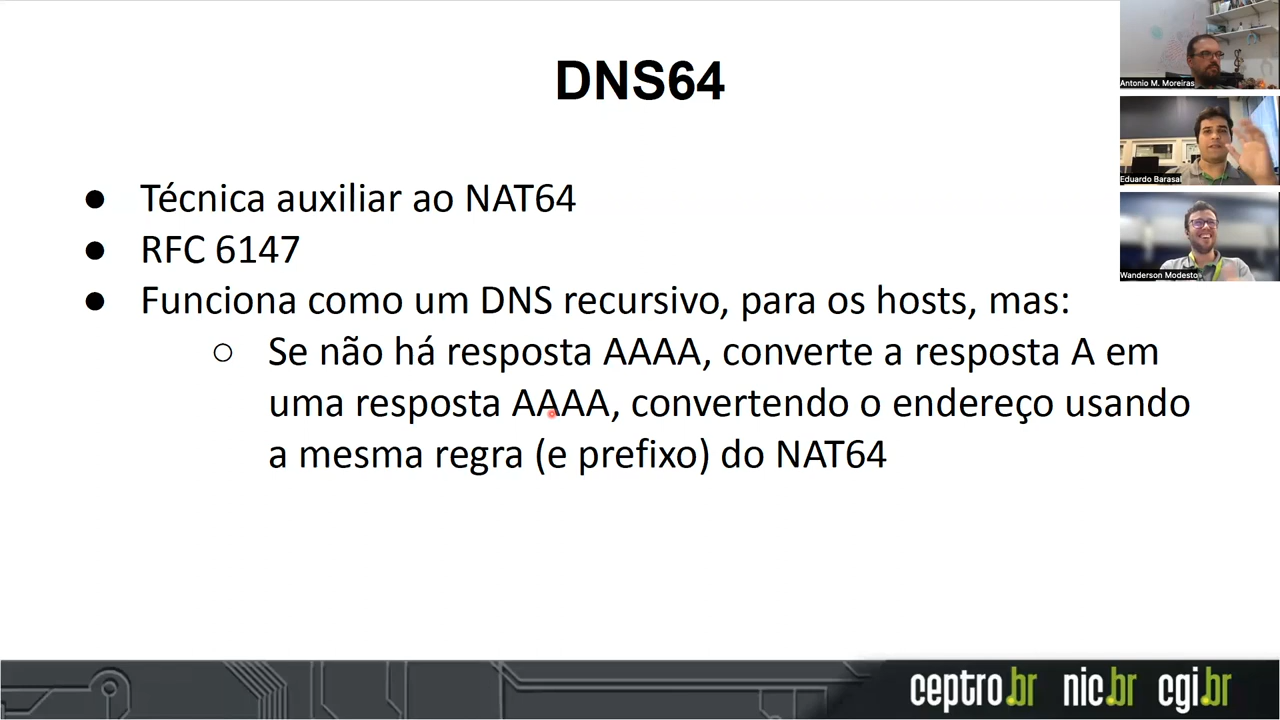 DNS64
● Técnica auxiliar ao NAT64
● RFC 6147
● Funciona como um DNS recursivo, para os hosts, mas:
○ Se não há resposta AAAA, converte a resposta A em
uma resposta AAAA, convertendo o endereço usando
a mesma regra (e prefixo) do NAT64
Antonio M. Moreiras
Eduardo Barasal
Wanderson Modesto
ceptro.br nic.br cgi.br